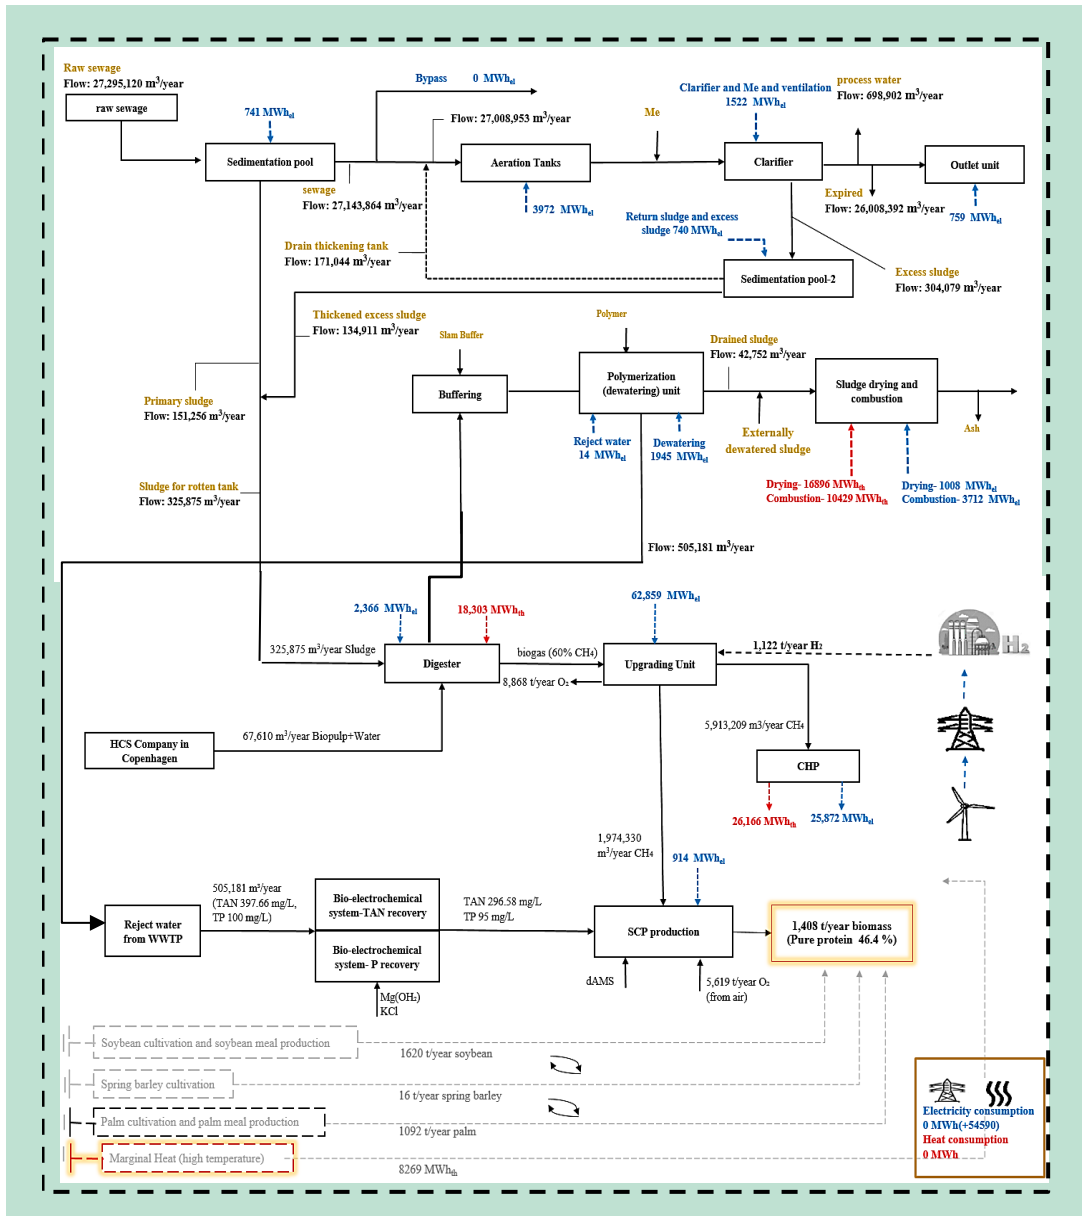 Raw sewage
Flow: 27,295,120 m³/year
raw sewage
741 MWhₑₗ
Sedimentation pool
Bypass 0 MWhₑₗ
Flow: 27,008,953 m³/year
sewage
Flow: 27,143,864 m³/year
Aeration Tanks
3972 MWhₑₗ
Me
Clarifier and Me and ventilation
1522 MWhₑₗ
Clarifier
process water
Flow: 698,902 m³/year
Outlet unit
Expired
Flow: 26,008,392 m³/year
759 MWhₑₗ
Return sludge and excess
sludge 740 MWhₑₗ
Drain thickening tank
Flow: 171,044 m³/year
Sedimentation pool-2
Excess sludge
Flow: 304,079 m³/year
Thickened excess sludge
Flow: 134,911 m³/year
Slam Buffer
Buffering
Polymer
Polymerization
(dewatering) unit
Drained sludge
Flow: 42,752 m³/year
Sludge drying and
combustion
Primary sludge
Flow: 151,256 m³/year
Reject water
14 MWhₑₗ
Dewatering
1945 MWhₑₗ
Externally
dewatered sludge
Ash
Sludge for rotten tank
Flow: 325,875 m³/year
Drying- 16896 MWhₜₕ
Combustion- 10429 MWhₜₕ
Drying- 1008 MWhₑₗ
Combustion- 3712 MWhₑₗ
Flow: 505,181 m³/year
2,366 MWhₑₗ
18,303 MWhₜₕ
62,859 MWhₑₗ
325,875 m³/year Sludge
Digester
biogas (60% CH₄)
8,868 t/year O₂
Upgrading Unit
1,122 t/year H₂
H₂
5,913,209 m3/year CH₄
HCS Company in
Copenhagen
67,610 m³/year Biopulp+Water
CHP
26,166 MWhₜₕ
25,872 MWhₑₗ
1,974,330
m³/year CH₄
914 MWhₑₗ
505,181 m³/year
(TAN 397.66 mg/L,
TP 100 mg/L)
Reject water
from WWTP
Bio-electrochemical
system-TAN recovery
Bio-electrochemical
system- P recovery
TAN 296.58 mg/L
TP 95 mg/L
SCP production
1,408 t/year biomass
(Pure protein 46.4 %)
Mg(OH₂)
KCl
dAMS
5,619 t/year O₂
(from air)
Soybean cultivation and soybean meal production
1620 t/year soybean
Spring barley cultivation
16 t/year spring barley
Palm cultivation and palm meal production
1092 t/year palm
Marginal Heat (high temperature)
8269 MWhₜₕ
Electricity consumption
0 MWh(+54590)
Heat consumption
0 MWh